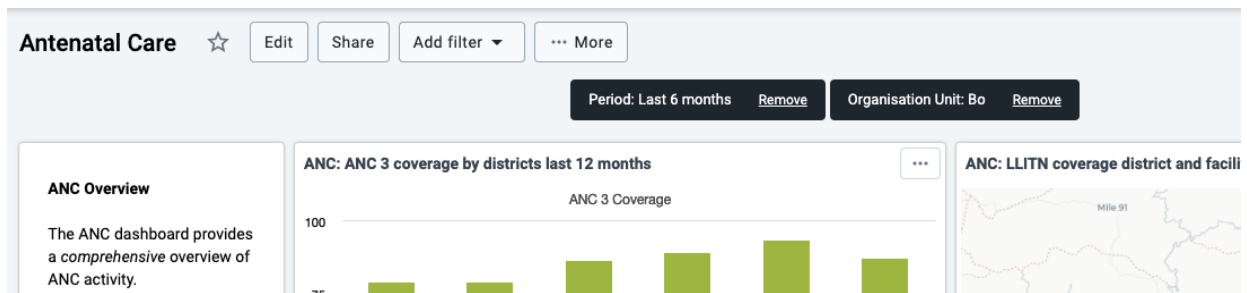 Antenatal Care
Edit
Share
Add filter
More
Period: Last 6 months Remove
Organisation Unit: Bo Remove
ANC Overview
The ANC dashboard provides
a comprehensive overview of
ANC activity.
ANC: ANC 3 coverage by districts last 12 months
ANC 3 Coverage
100
75
ANC: LLITN coverage district and facili
Mile 91